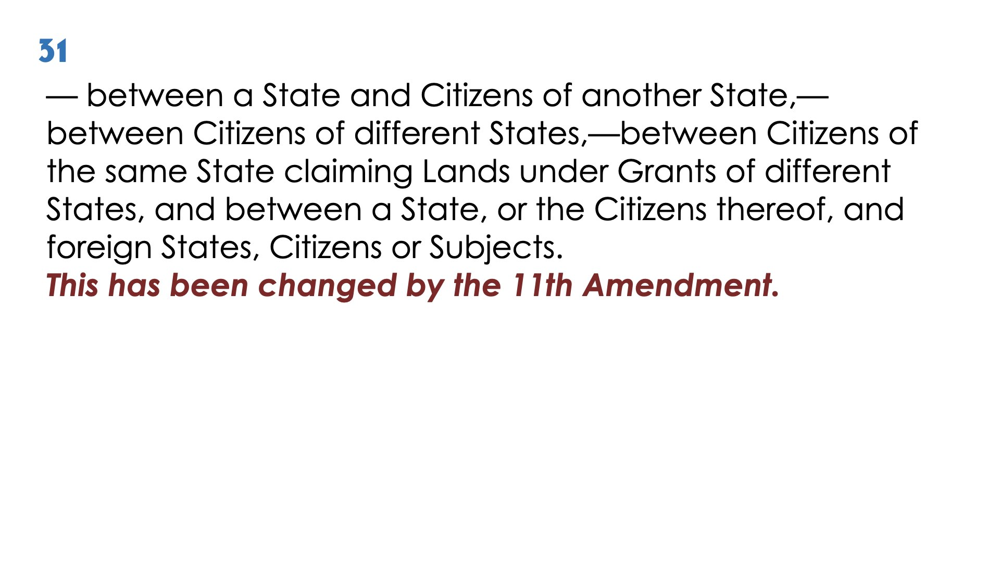 31
— between a State and Citizens of another State,—
between Citizens of different States,—between Citizens of
the same State claiming Lands under Grants of different
States, and between a State, or the Citizens thereof, and
foreign States, Citizens or Subjects.
This has been changed by the 11th Amendment.